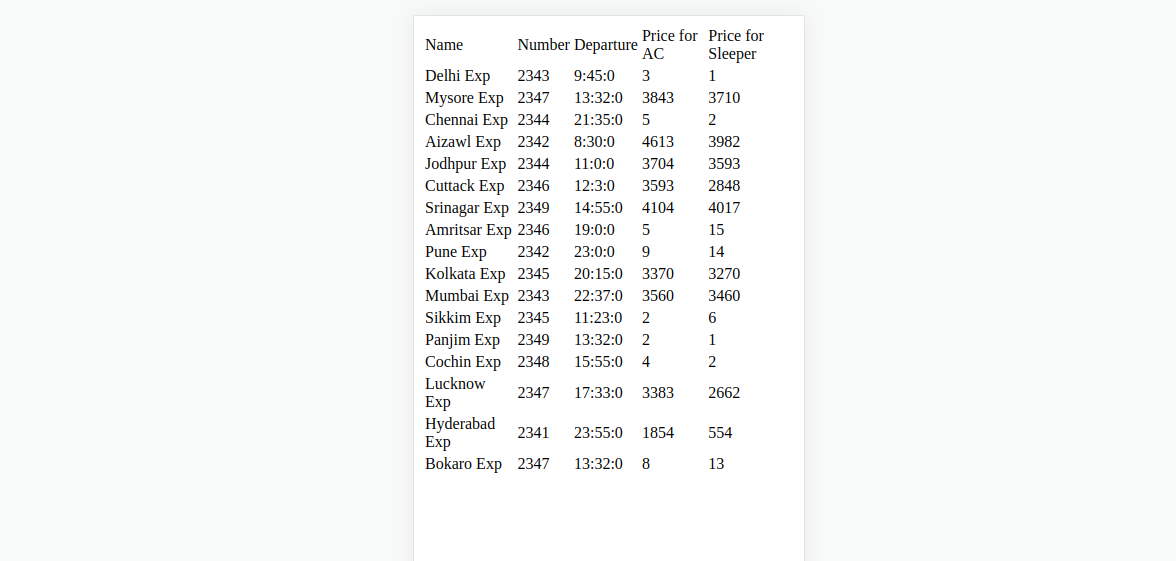 Name Number Departure Price for AC Price for Sleeper
Delhi Exp 2343 9:45:0 3 1
Mysore Exp 2347 13:32:0 3843 3710
Chennai Exp 2344 21:35:0 5 2
Aizawl Exp 2342 8:30:0 4613 3982
Jodhpur Exp 2344 11:0:0 3704 3593
Cuttack Exp 2346 12:3:0 3593 2848
Srinagar Exp 2349 14:55:0 4104 4017
Amritsar Exp 2346 19:0:0 5 15
Pune Exp 2342 23:0:0 9 14
Kolkata Exp 2345 20:15:0 3370 3270
Mumbai Exp 2343 22:37:0 3560 3460
Sikkim Exp 2345 11:23:0 2 6
Panjim Exp 2349 13:32:0 2 1
Cochin Exp 2348 15:55:0 4 2
Lucknow Exp 2347 17:33:0 3383 2662
Hyderabad Exp 2341 23:55:0 1854 554
Bokaro Exp 2347 13:32:0 8 13